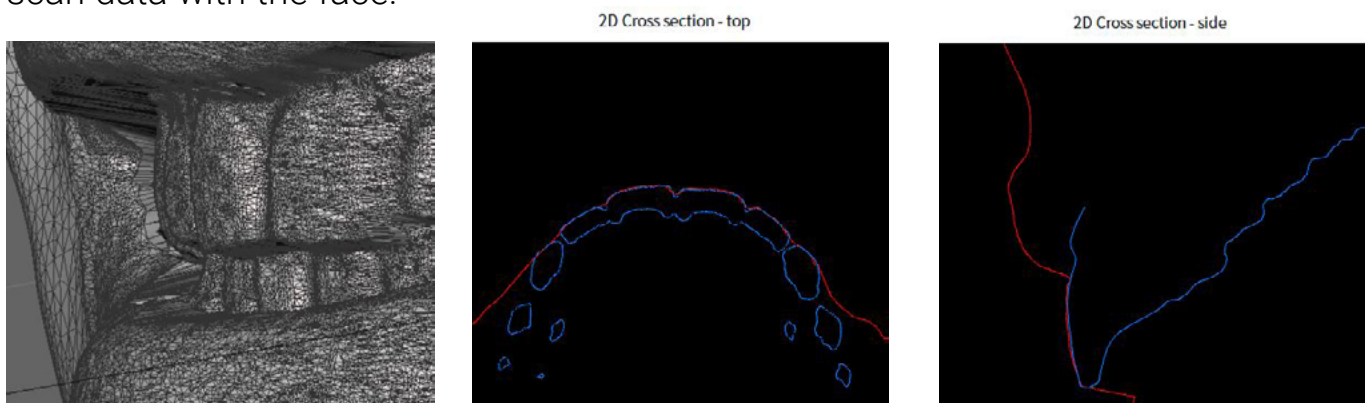 scan data with the face.
2D Cross section - top
2D Cross section - side